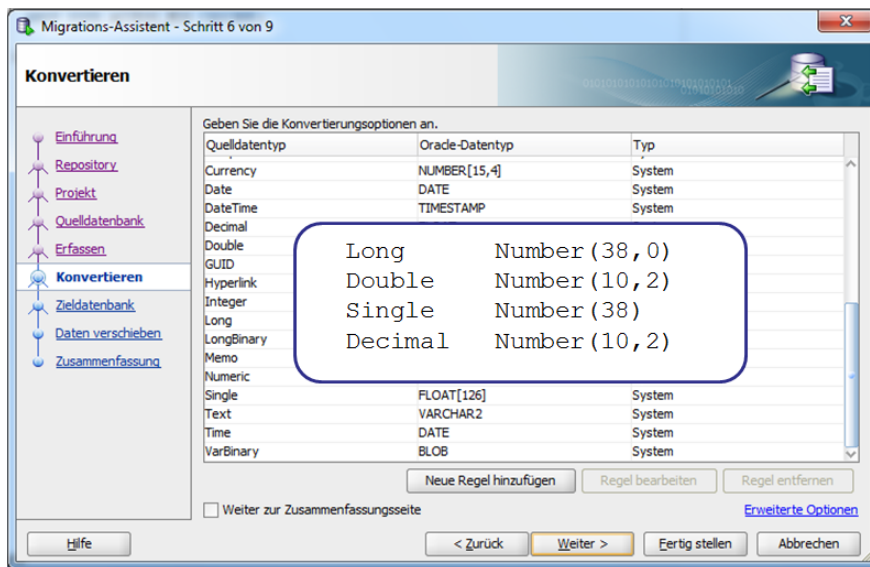 Migrations-Assistent - Schritt 6 von 9
Konvertieren
Einführung
Repository
Projekt
Quelldatenbank
Erfassen
Konvertieren
Zieldatenbank
Daten verschieben
Zusammenfassung
Geben Sie die Konvertierungsoptionen an.
Quelldatentyp Oracle-Datentyp Typ
Currency NUMBER[15,4] System
Date DATE System
DateTime TIMESTAMP System
Decimal
Double
GUID
Hyperlink
Integer
Long
LongBinary
Memo
Numeric
Single FLOAT[126] System
Text VARCHAR2 System
Time DATE System
VarBinary BLOB System
Long Number(38,0)
Double Number(10,2)
Single Number(38)
Decimal Number(10,2)
Neue Regel hinzufügen Regel bearbeiten Regel entfernen
Weiter zur Zusammenfassungsseite Erweiterte Optionen
Hilfe < Zurück Weiter > Fertig stellen Abbrechen